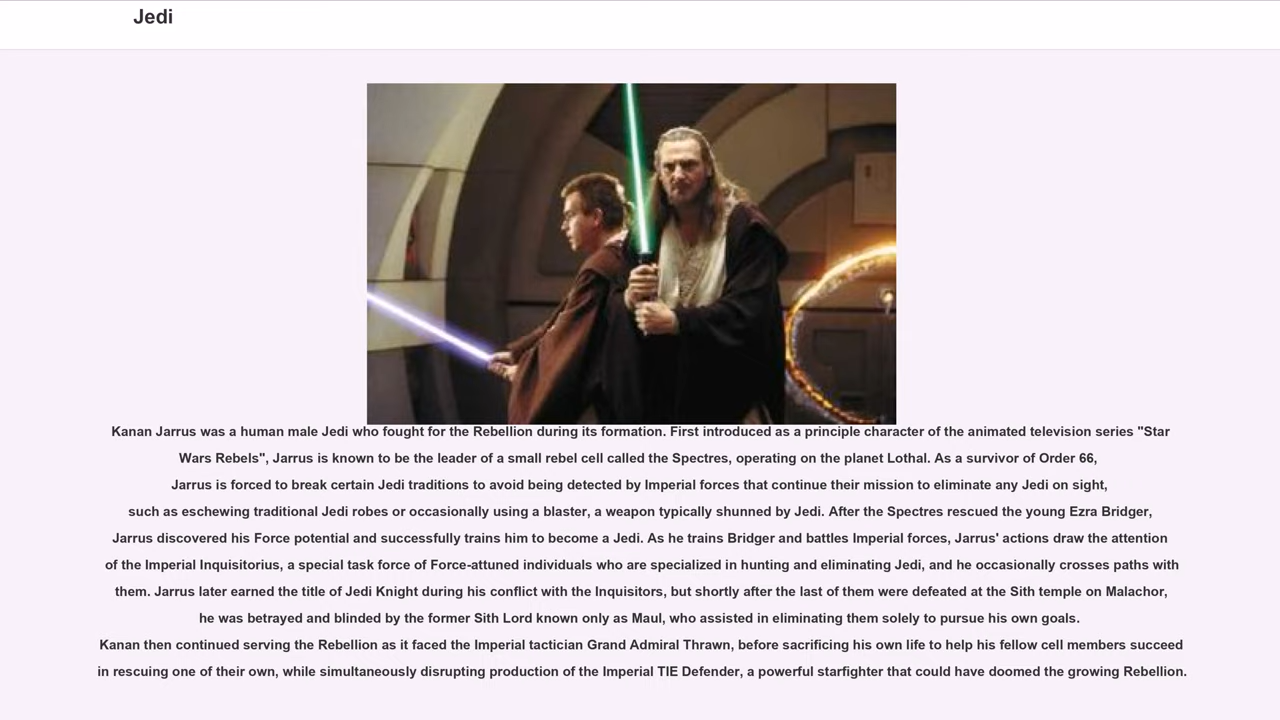 Jedi
Kanan Jarrus was a human male Jedi who fought for the Rebellion during its formation. First introduced as a principle character of the animated television series "Star
Wars Rebels", Jarrus is known to be the leader of a small rebel cell called the Spectres, operating on the planet Lothal. As a survivor of Order 66,
Jarrus is forced to break certain Jedi traditions to avoid being detected by Imperial forces that continue their mission to eliminate any Jedi on sight,
such as eschewing traditional Jedi robes or occasionally using a blaster, a weapon typically shunned by Jedi. After the Spectres rescued the young Ezra Bridger,
Jarrus discovered his Force potential and successfully trains him to become a Jedi. As he trains Bridger and battles Imperial forces, Jarrus' actions draw the attention
of the Imperial Inquisitorius, a special task force of Force-attuned individuals who are specialized in hunting and eliminating Jedi, and he occasionally crosses paths with
them. Jarrus later earned the title of Jedi Knight during his conflict with the Inquisitors, but shortly after the last of them were defeated at the Sith temple on Malachor,
he was betrayed and blinded by the former Sith Lord known only as Maul, who assisted in eliminating them solely to pursue his own goals.
Kanan then continued serving the Rebellion as it faced the Imperial tactician Grand Admiral Thrawn, before sacrificing his own life to help his fellow cell members succeed
in rescuing one of their own, while simultaneously disrupting production of the Imperial TIE Defender, a powerful starfighter that could have doomed the growing Rebellion.